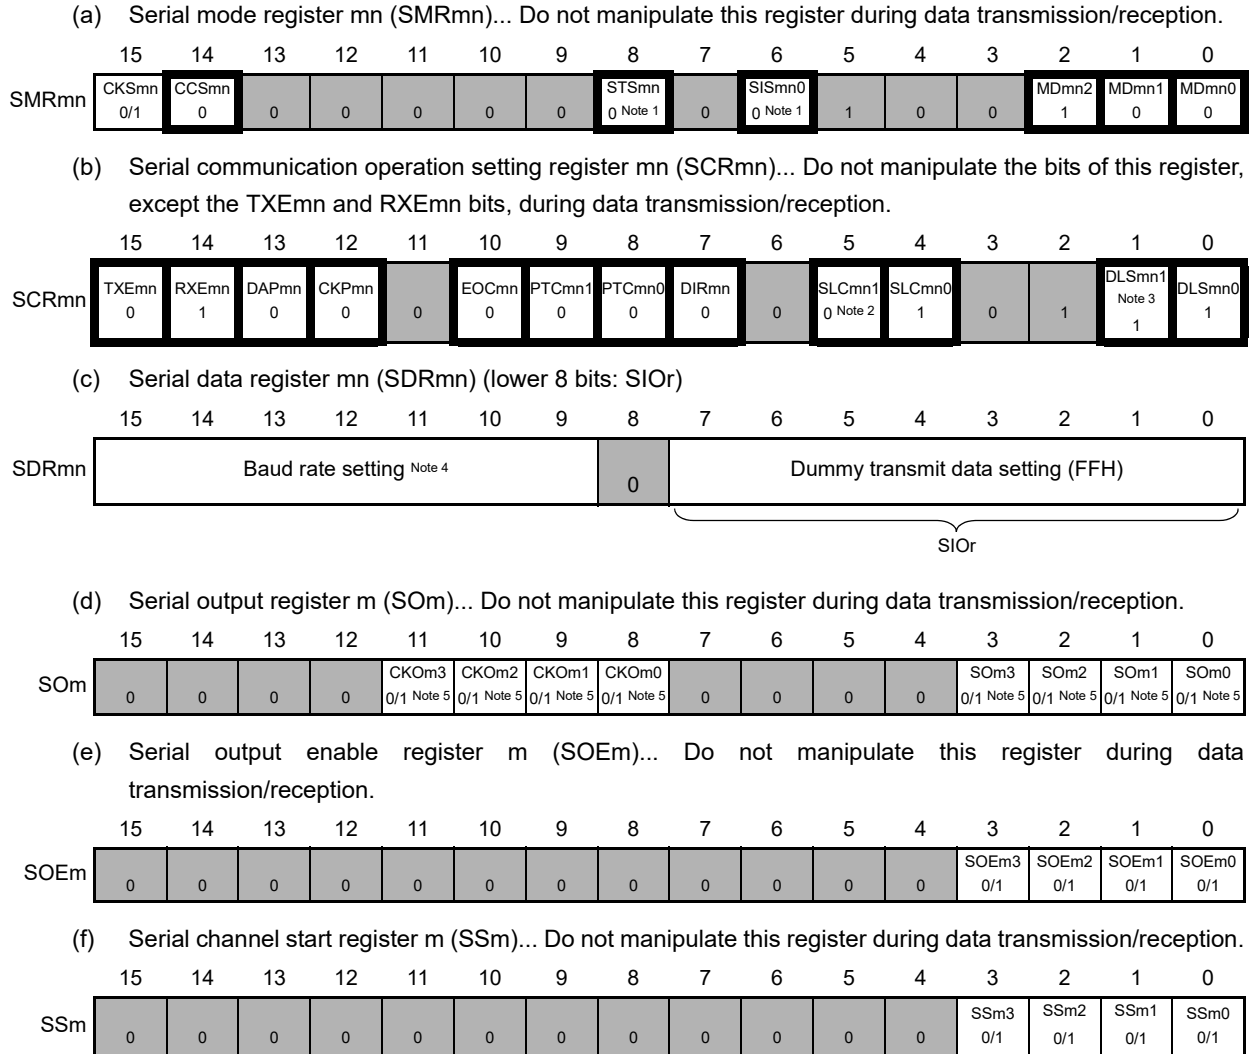 (a) Serial mode register mn (SMRmn)... Do not manipulate this register during data transmission/reception.
15 14 13 12 11 10 9 8 7 6 5 4 3 2 1 0
CKSmn CCSmn STSmn SISmn0 MDmn2 MDmn1 MDmn0
SMRmn 0/1 0 0 0 0 0 0 0 Note 1 0 0 Note 1 1 0 0 1 0 0
(b) Serial communication operation setting register mn (SCRmn)... Do not manipulate the bits of this register,
except the TXEmn and RXEmn bits, during data transmission/reception.
15 14 13 12 11 10 9 8 7 6 5 4 3 2 1 0
TXEmn RXEmn DAPmn CKPmn EOCmn PTCmn1 PTCmn0 DIRmn SLCmn1 SLCmn0 DLSmn1 Note 3 DLSmn0
SCRmn 0 1 0 0 0 0 0 0 0 0 0 Note 2 1 0 1 1 1
(c) Serial data register mn (SDRmn) (lower 8 bits: SIOr)
15 14 13 12 11 10 9 8 7 6 5 4 3 2 1 0
SDRmn Baud rate setting Note 4 0 Dummy transmit data setting (FFH)
SIOr
(d) Serial output register m (SOm)... Do not manipulate this register during data transmission/reception.
15 14 13 12 11 10 9 8 7 6 5 4 3 2 1 0
CKOm3 CKOm2 CKOm1 CKOm0 SOm3 SOm2 SOm1 SOm0
SOm 0 0 0 0 0/1 Note 5 0/1 Note 5 0/1 Note 5 0/1 Note 5 0 0 0 0 0/1 Note 5 0/1 Note 5 0/1 Note 5 0/1 Note 5
(e) Serial output enable register m (SOEm)... Do not manipulate this register during data
transmission/reception.
15 14 13 12 11 10 9 8 7 6 5 4 3 2 1 0
SOEm3 SOEm2 SOEm1 SOEm0
SOEm 0 0 0 0 0 0 0 0 0 0 0 0 0/1 0/1 0/1 0/1
(f) Serial channel start register m (SSm)... Do not manipulate this register during data transmission/reception.
15 14 13 12 11 10 9 8 7 6 5 4 3 2 1 0
SSm3 SSm2 SSm1 SSm0
SSm 0 0 0 0 0 0 0 0 0 0 0 0 0/1 0/1 0/1 0/1